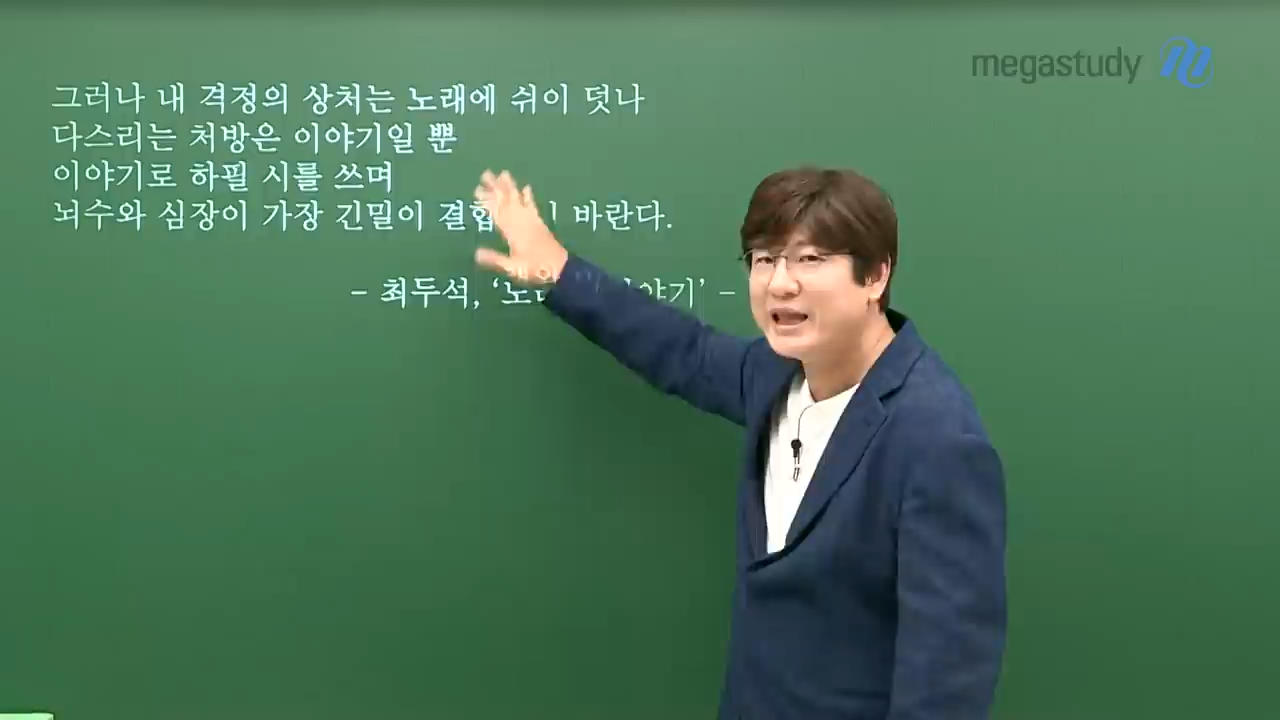 megastudy
그러나 내 격정의 상처는 노래에 쉬이 덧나
다스리는 처방은 이야기일 뿐
이야기로 하필 시를 쓰며
뇌수와 심장이 가장 긴밀히 결합 바란다.
- 최두석, ‘노래와 이야기’ -